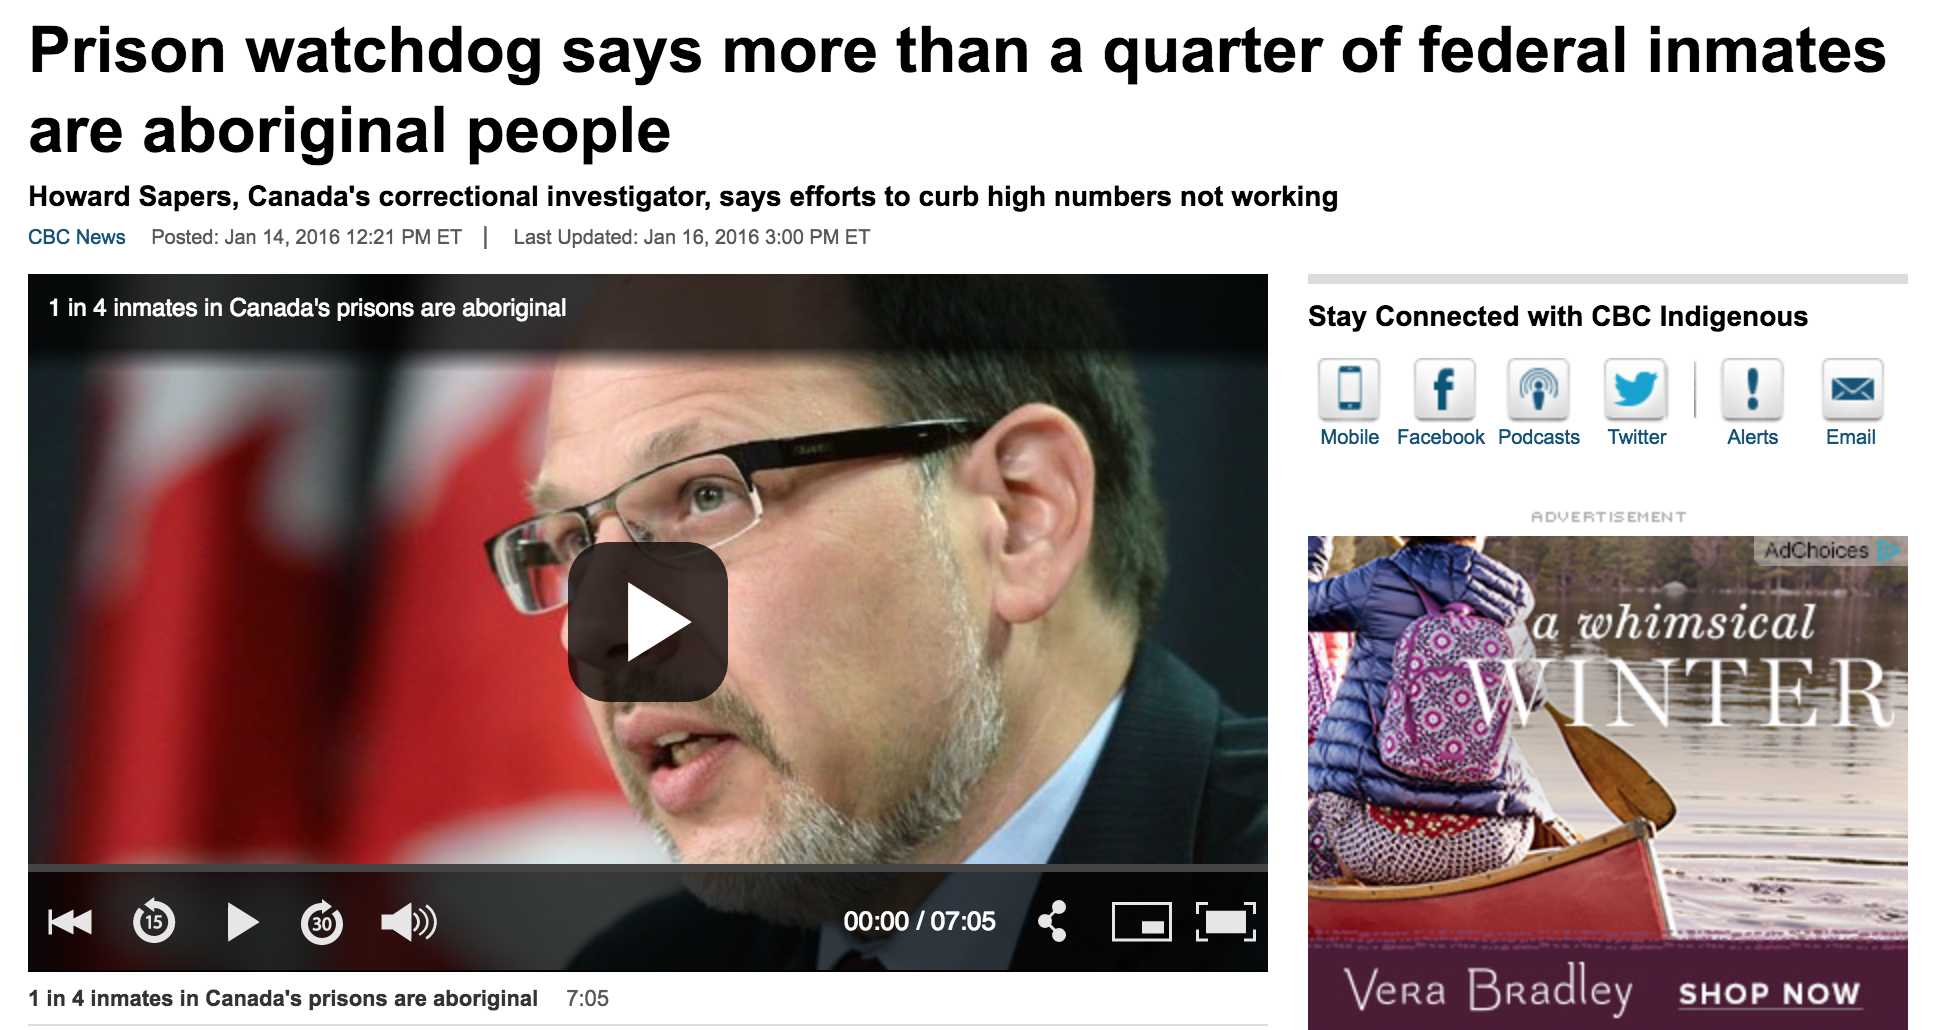 Prison watchdog says more than a quarter of federal inmates
are aboriginal people
Howard Sapers, Canada's correctional investigator, says efforts to curb high numbers not working
CBC News Posted: Jan 14, 2016 12:21 PM ET | Last Updated: Jan 16, 2016 3:00 PM ET
1 in 4 inmates in Canada's prisons are aboriginal
15
30
00:00 / 07:05
1 in 4 inmates in Canada's prisons are aboriginal 7:05
Stay Connected with CBC Indigenous
Mobile Facebook Podcasts Twitter Alerts Email
ADVERTISEMENT
AdChoices
a whimsical
WINTER
Vera Bradley SHOP NOW